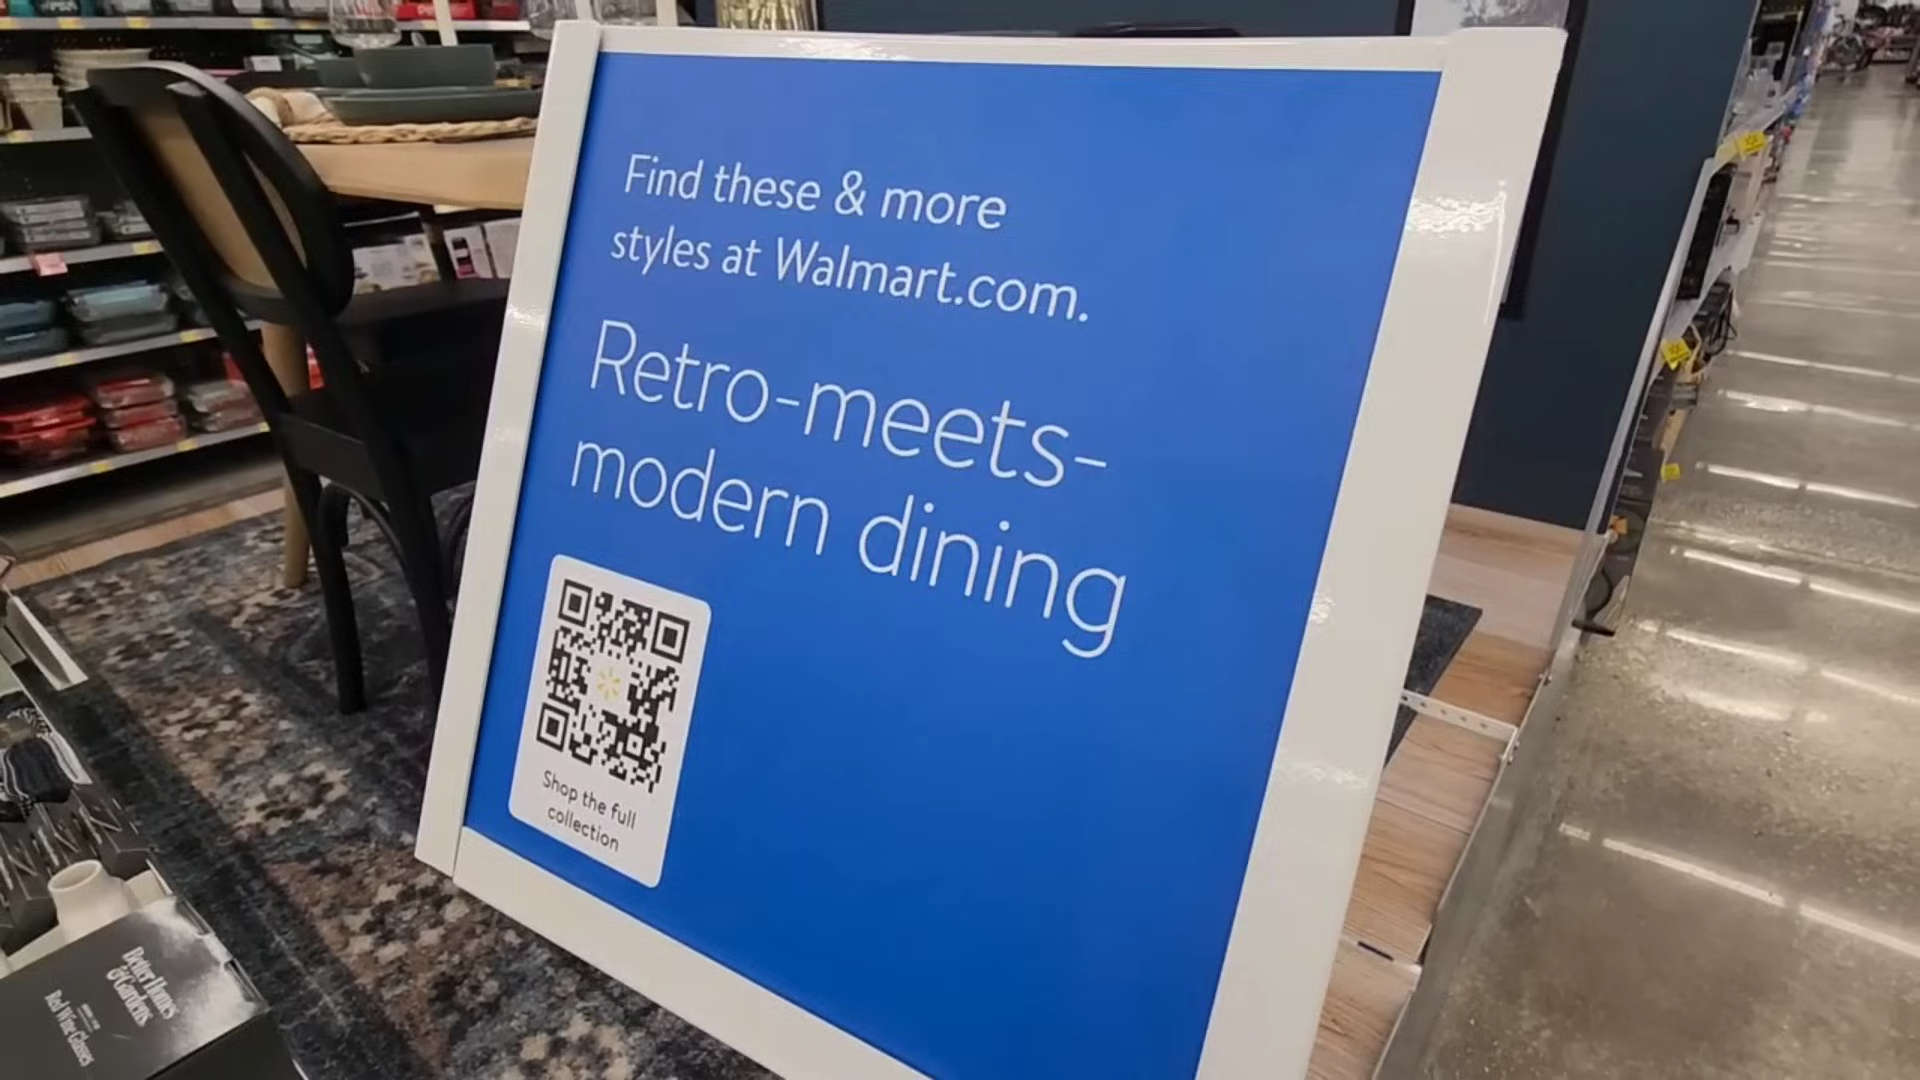 Find these & more
styles at Walmart.com.
Retro-meets-
modern dining
Shop the full
collection
Better Homes
& Gardens
Red Wine Glasses